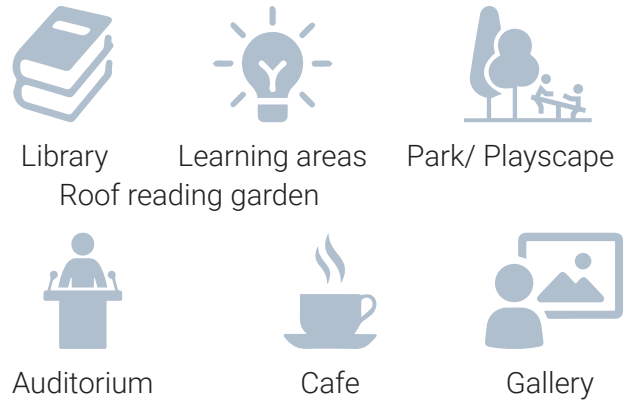 Library
Learning areas
Park/ Playscape
Roof reading garden
Auditorium
Cafe
Gallery